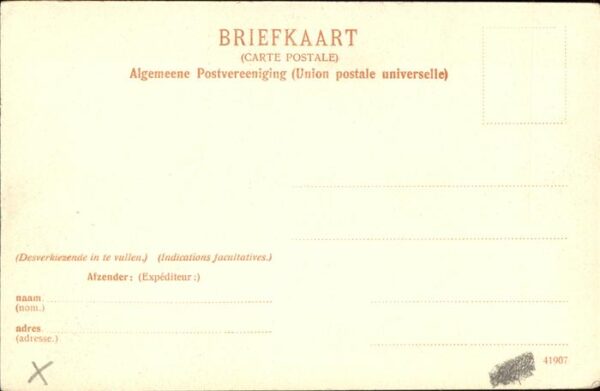 BRIEFKAART
(CARTE POSTALE)
Algemeene Postvereeniging (Union postale universelle)
(Desverkiezende in te vullen.) (Indications facultatives.)
Afzender: (Expéditeur:)
naam
(nom.)
adres
(adresse.)
41907